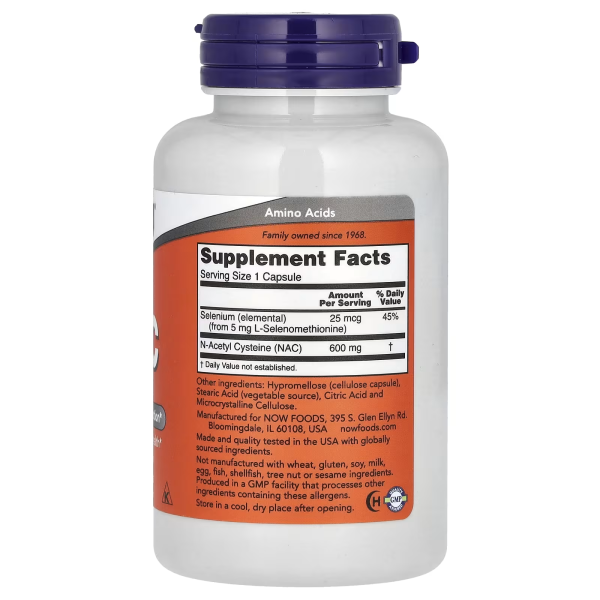 Amino Acids
Family owned since 1968.
Supplement Facts
Serving Size 1 Capsule
Amount Per Serving
% Daily Value
Selenium (elemental) 25 mcg 45%
(from 5 mg L-Selenomethionine)
N-Acetyl Cysteine (NAC) 600 mg †
† Daily Value not established.
Other ingredients: Hypromellose (cellulose capsule),
Stearic Acid (vegetable source), Citric Acid and
Microcrystalline Cellulose.
Manufactured for NOW FOODS, 395 S. Glen Ellyn Rd.
Bloomingdale, IL 60108, USA nowfoods.com
Made and quality tested in the USA with globally
sourced ingredients.
Not manufactured with wheat, gluten, soy, milk,
egg, fish, shellfish, tree nut or sesame ingredients.
Produced in a GMP facility that processes other
ingredients containing these allergens.
Store in a cool, dry place after opening.
C
K
H
GMP